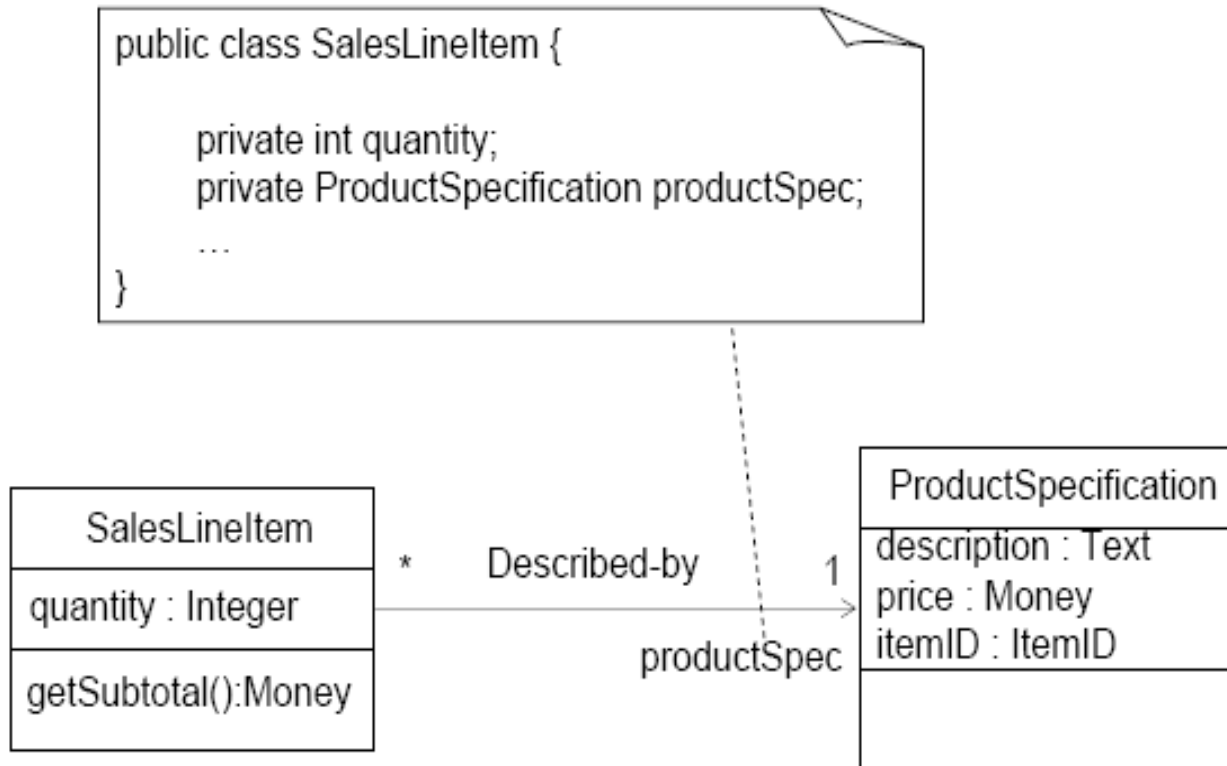 public class SalesLineItem {
private int quantity;
private ProductSpecification productSpec;
...
}
SalesLineItem
quantity : Integer
getSubtotal():Money
* Described-by 1
productSpec
ProductSpecification
description : Text
price : Money
itemID : ItemID